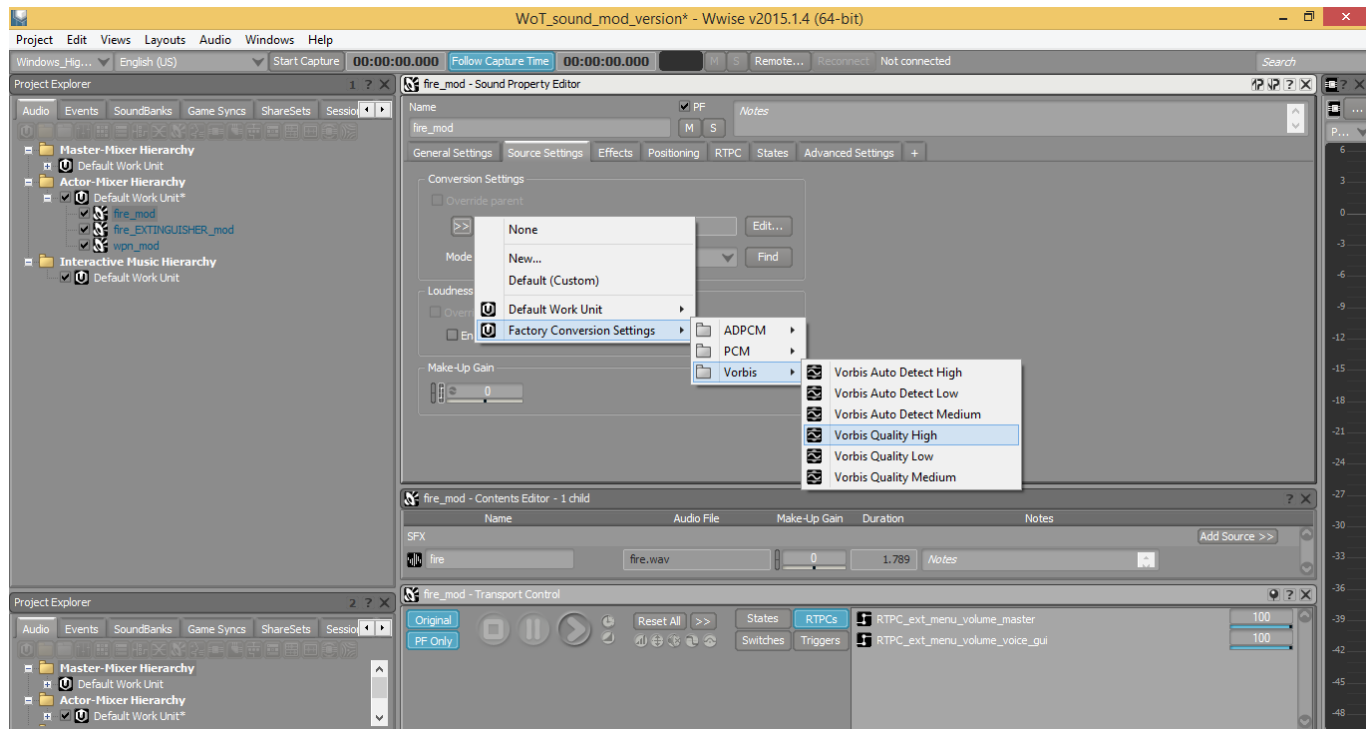 WoT_sound_mod_version* - Wwise v2015.1.4 (64-bit)
Project Edit Views Layouts Audio Windows Help
Windows_Hig... English (US) Start Capture 00:00:00.000 Follow Capture Time 00:00:00.000 M S Remote... Reconnect Not connected Search
Project Explorer 1 ? X
Audio Events SoundBanks Game Syncs ShareSets Session
Master-Mixer Hierarchy
Default Work Unit
Actor-Mixer Hierarchy
Default Work Unit*
fire_mod
fire_EXTINGUISHER_mod
wpn_mod
Interactive Music Hierarchy
Default Work Unit
fire_mod - Sound Property Editor
Name PF Notes
fire_mod M S
General Settings Source Settings Effects Positioning RTPC States Advanced Settings +
Conversion Settings
Override parent
>> Edit...
Mode Find
Loudness
Overr
En
Make-Up Gain
0
None
New...
Default (Custom)
Default Work Unit
Factory Conversion Settings
ADPCM
PCM
Vorbis
Vorbis Auto Detect High
Vorbis Auto Detect Low
Vorbis Auto Detect Medium
Vorbis Quality High
Vorbis Quality Low
Vorbis Quality Medium
fire_mod - Contents Editor - 1 child ? X
Name Audio File Make-Up Gain Duration Notes
SFX Add Source >>
fire fire.wav 0 1.789 Notes
fire_mod - Transport Control ? X
Original Reset All >> States RTPCs RTPC_ext_menu_volume_master 100
PF Only Switches Triggers RTPC_ext_menu_volume_voice_gui 100
Project Explorer 2 ? X
Audio Events SoundBanks Game Syncs ShareSets Session
Master-Mixer Hierarchy
Default Work Unit
Actor-Mixer Hierarchy
Default Work Unit*
? X
...
P...
6
3
0
-3
-6
-9
-12
-15
-18
-21
-24
-27
-30
-33
-36
-39
-42
-45
-48